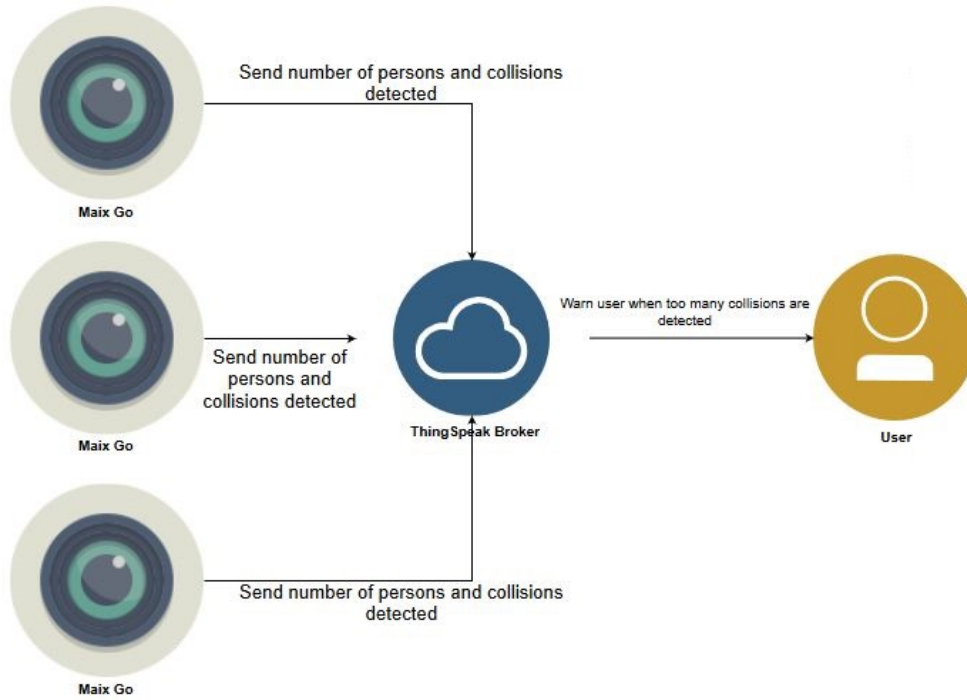 Send number of persons and collisions
detected
Maix Go
Send number of
persons and
collisions detected
Maix Go
ThingSpeak Broker
Warn user when too many collisions are
detected
User
Send number of persons and collisions
detected
Maix Go